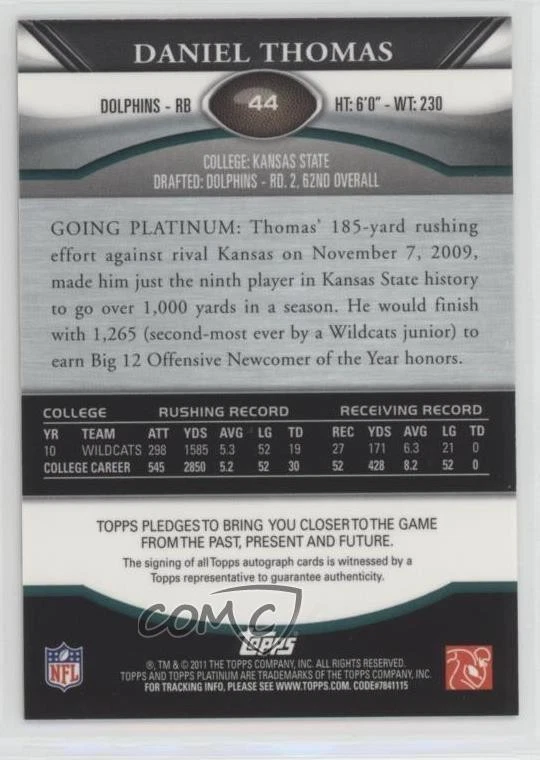 DANIEL THOMAS
DOLPHINS - RB 44 HT: 6'0" - WT: 230
COLLEGE: KANSAS STATE
DRAFTED: DOLPHINS - RD. 2, 62ND OVERALL
GOING PLATINUM: Thomas' 185-yard rushing
effort against rival Kansas on November 7, 2009,
made him just the ninth player in Kansas State history
to go over 1,000 yards in a season. He would finish
with 1,265 (second-most ever by a Wildcats junior) to
earn Big 12 Offensive Newcomer of the Year honors.
COLLEGE RUSHING RECORD RECEIVING RECORD
YR TEAM ATT YDS AVG LG TD REC YDS AVG LG TD
10 WILDCATS 298 1585 5.3 52 19 27 171 6.3 21 0
COLLEGE CAREER 545 2850 5.2 52 30 52 428 8.2 52 0
TOPPS PLEDGES TO BRING YOU CLOSER TO THE GAME
FROM THE PAST, PRESENT AND FUTURE.
The signing of all Topps autograph cards is witnessed by a
Topps representative to guarantee authenticity.
COMC
TOPPS
NFL
®, TM & © 2011 THE TOPPS COMPANY, INC. ALL RIGHTS RESERVED.
TOPPS AND TOPPS PLATINUM ARE TRADEMARKS OF THE TOPPS COMPANY, INC.
FOR TRACKING INFO, PLEASE SEE WWW.TOPPS.COM. CODE#7841115